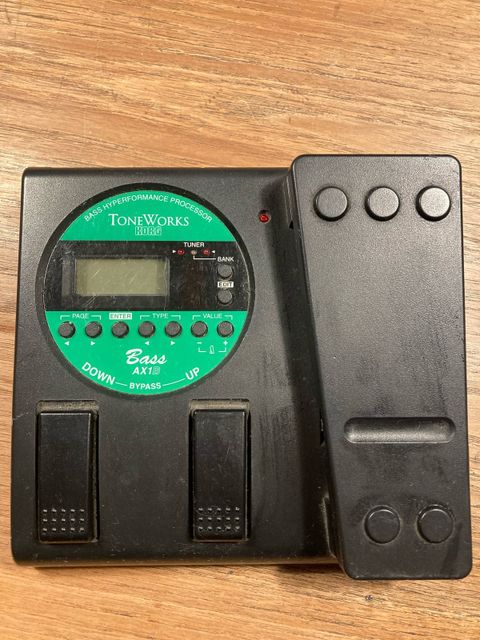 BASS HYPERFORMANCE PROCESSOR
TONEWORKS
KORG
TUNER
BANK
EDIT
PAGE ENTER TYPE VALUE
- +
Bass
AX1B
DOWN BYPASS UP